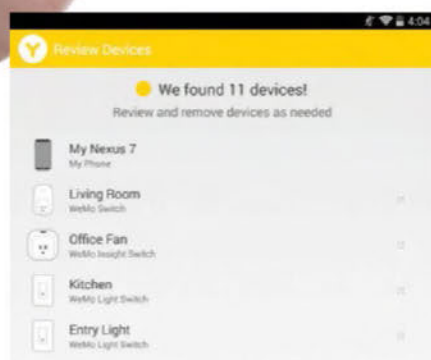 4:04
Y Review Devices
We found 11 devices!
Review and remove devices as needed
My Nexus 7
My Phone
Living Room
WeMo Switch
Office Fan
WeMo Insight Switch
Kitchen
WeMo Light Switch
Entry Light
WeMo Light Switch